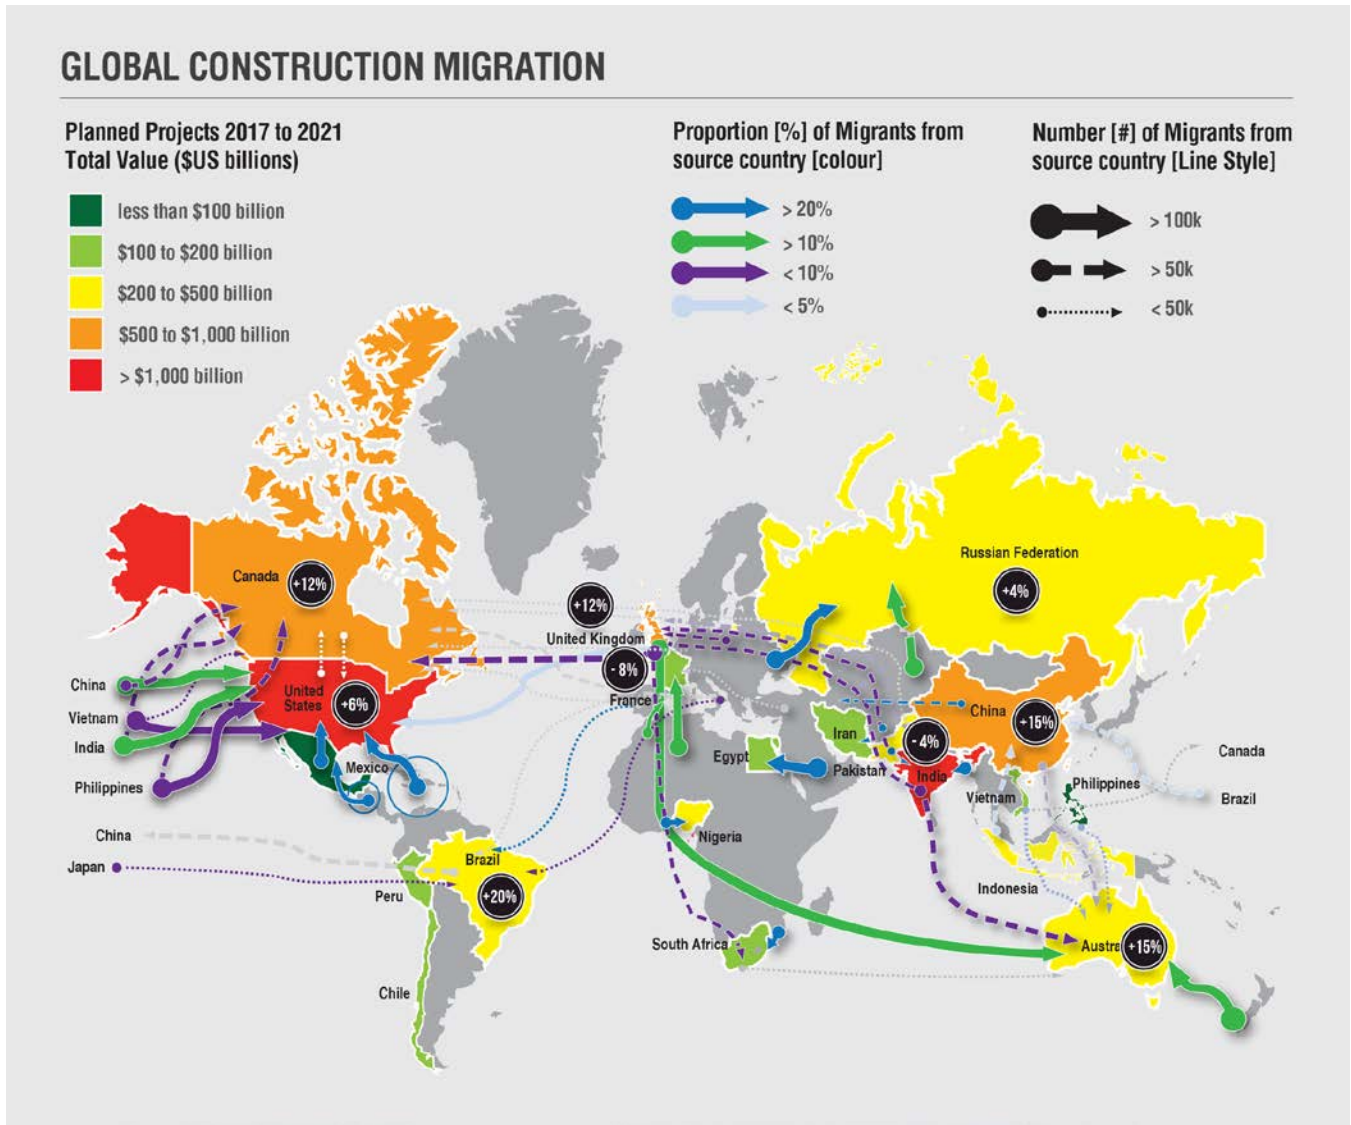 GLOBAL CONSTRUCTION MIGRATION
Planned Projects 2017 to 2021
Total Value ($US billions)
less than $100 billion
$100 to $200 billion
$200 to $500 billion
$500 to $1,000 billion
> $1,000 billion
Proportion [%] of Migrants from
source country [colour]
> 20%
> 10%
< 10%
< 5%
Number [#] of Migrants from
source country [Line Style]
> 100k
> 50k
< 50k
Russian Federation
+4%
Canada
+12%
+12%
United Kingdom
- 8%
France
China
Vietnam
India
Philippines
United
States
+6%
Mexico
China
Japan
Brazil
+20%
Peru
Chile
Egypt
Iran
Pakistan
- 4%
India
China
+15%
Vietnam
Philippines
Canada
Brazil
Nigeria
Indonesia
South Africa
Austra
+15%